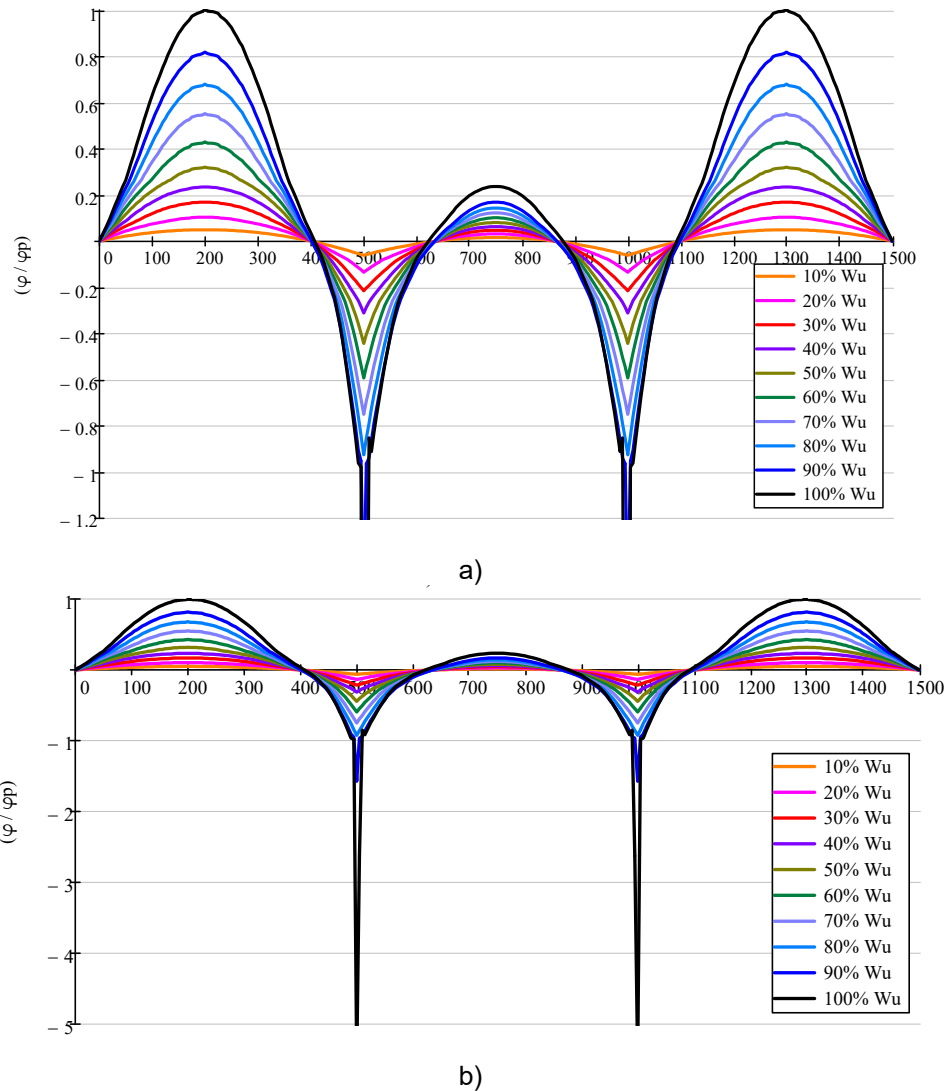 1
0.8
0.6
0.4
0.2
– 0.2
– 0.4
– 0.6
– 0.8
– 1
– 1.2
(φ / φp)
0 100 200 300 400 500 600 700 800 900 1000 1100 1200 1300 1400 1500
10% Wu
20% Wu
30% Wu
40% Wu
50% Wu
60% Wu
70% Wu
80% Wu
90% Wu
100% Wu
a)
1
– 1
– 2
– 3
– 4
– 5
(φ / φp)
0 100 200 300 400 500 600 700 800 900 1000 1100 1200 1300 1400 1500
10% Wu
20% Wu
30% Wu
40% Wu
50% Wu
60% Wu
70% Wu
80% Wu
90% Wu
100% Wu
b)